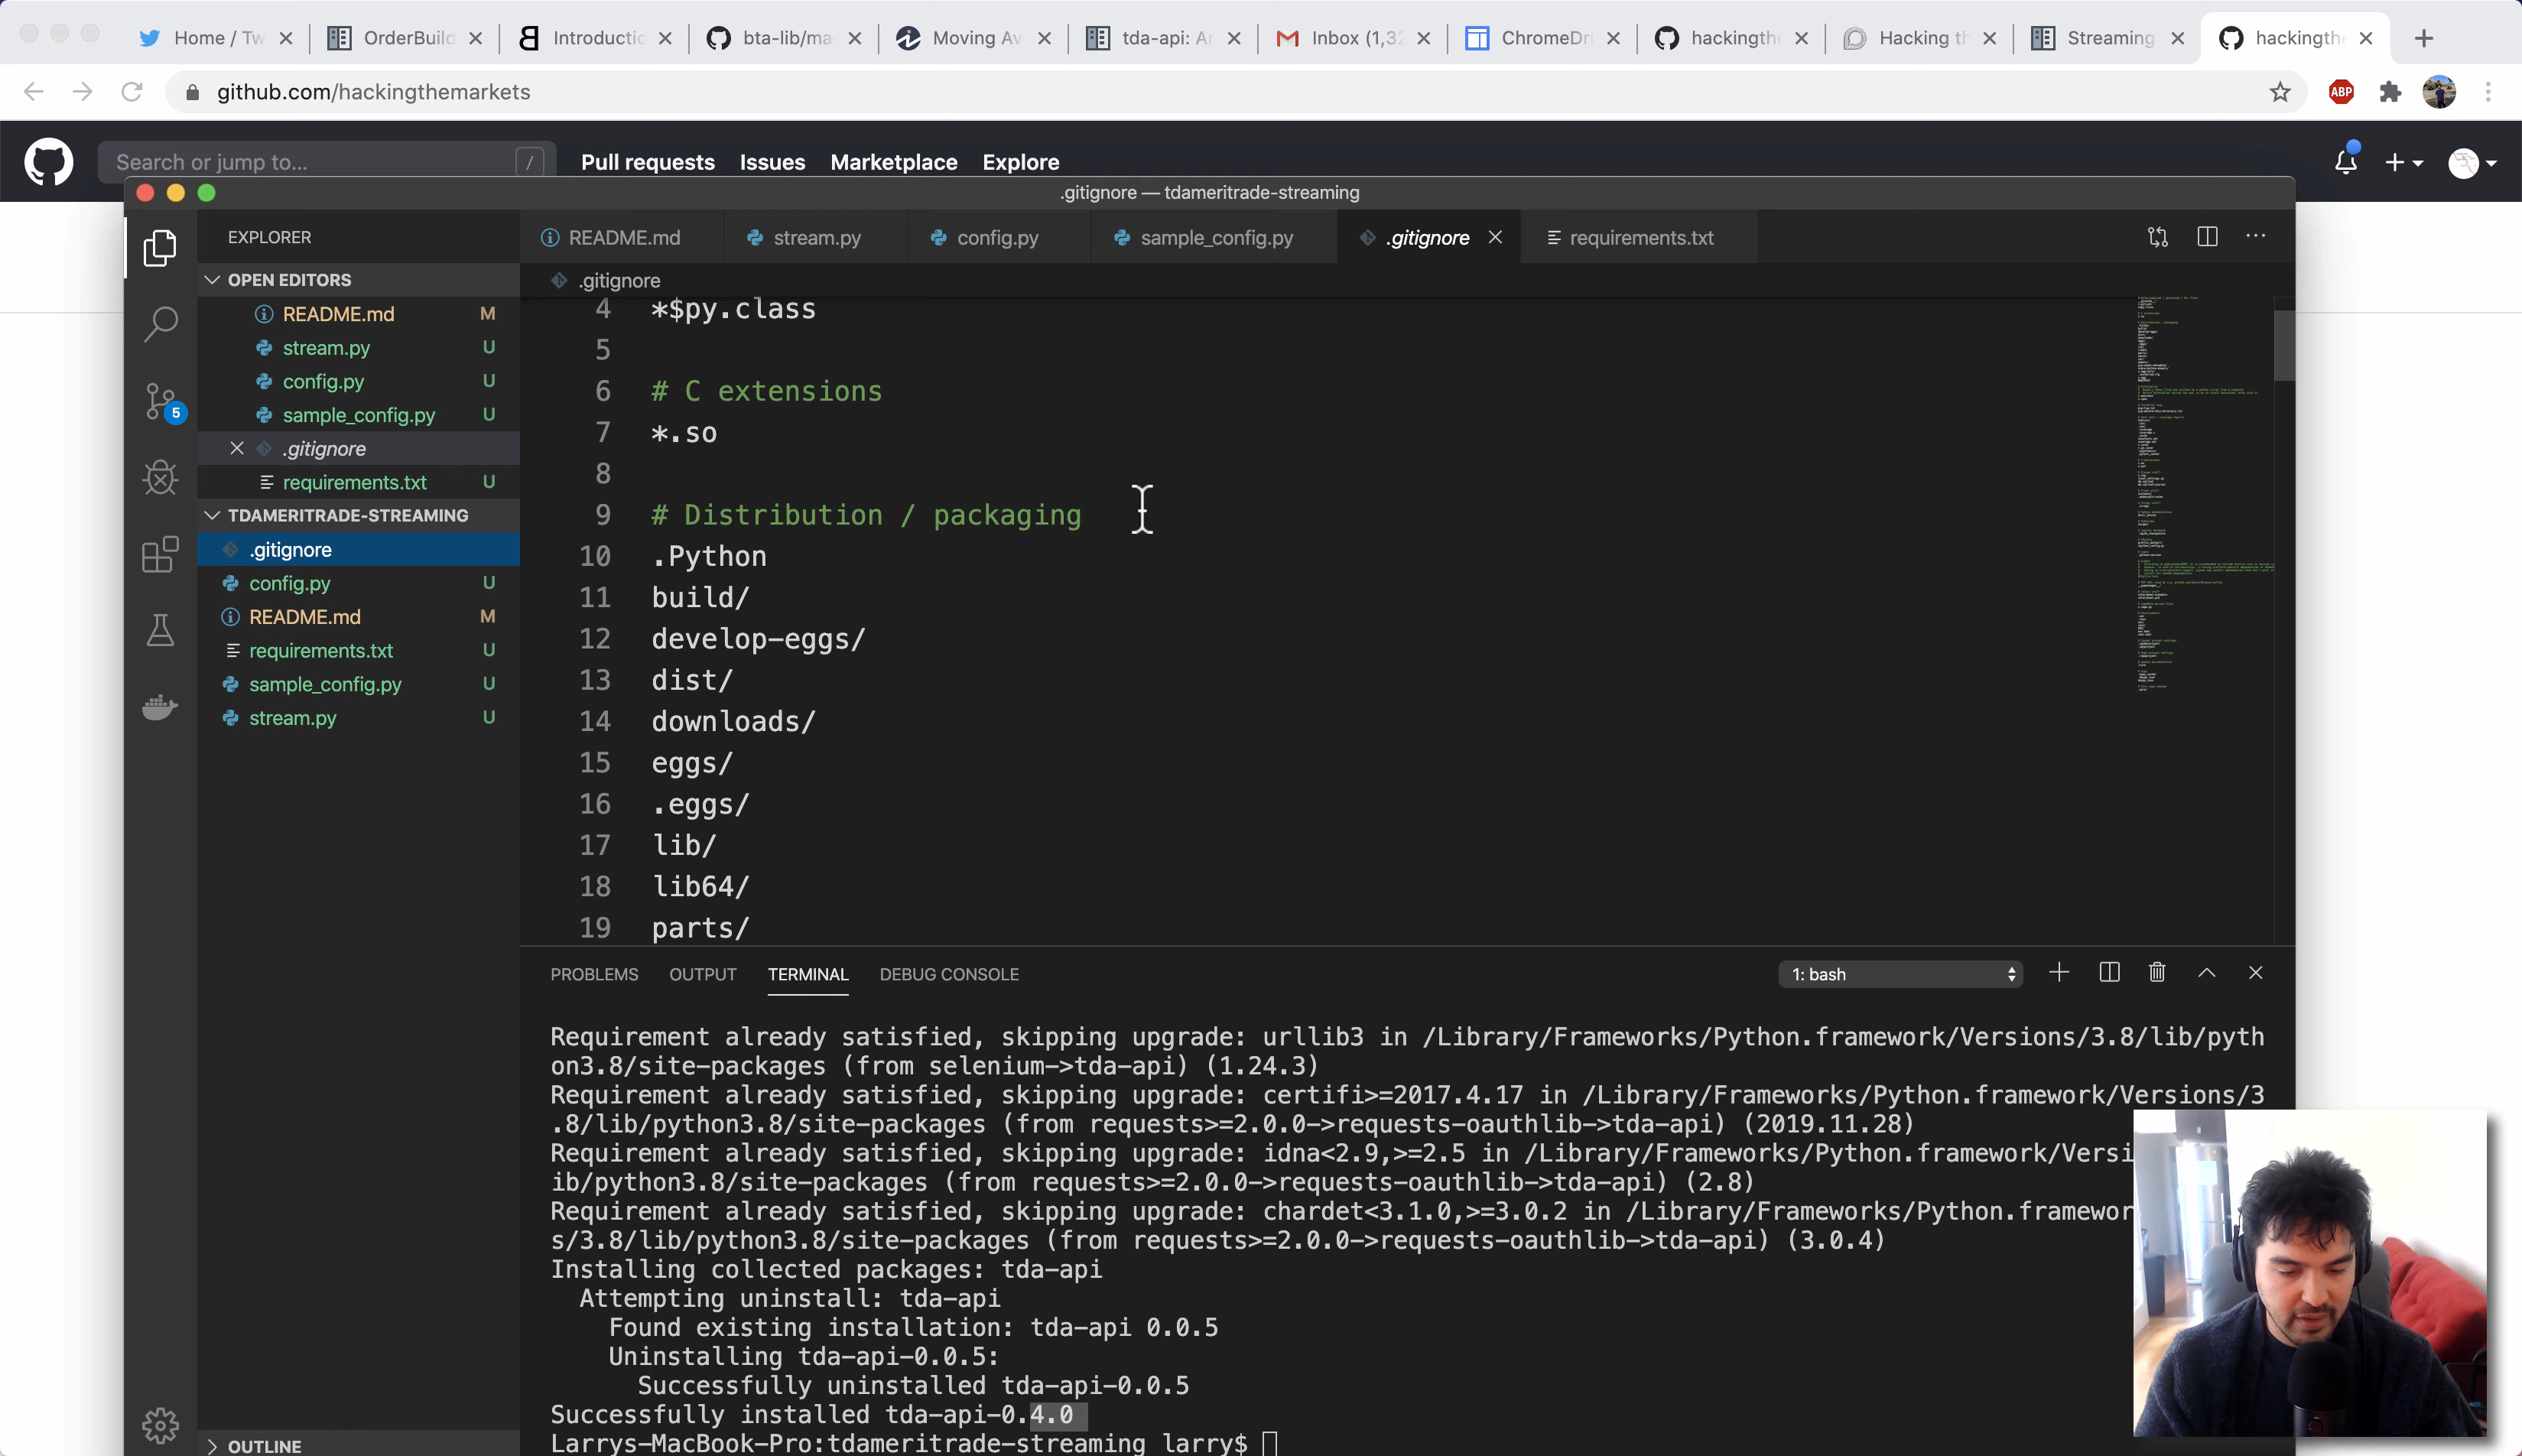 Home / Tw
OrderBuild
Introductio
bta-lib/ma
Moving Av
tda-api: A
Inbox (1,32
ChromeDri
hackingthe
Hacking th
Streaming
hackingthe
github.com/hackingthemarkets
ABP
Search or jump to...
/
Pull requests
Issues
Marketplace
Explore
.gitignore — tdameritrade-streaming
EXPLORER
README.md
stream.py
config.py
sample_config.py
.gitignore
requirements.txt
OPEN EDITORS
.gitignore
README.md M
stream.py U
config.py U
sample_config.py U
.gitignore
requirements.txt U
TDAMERITRADE-STREAMING
.gitignore
config.py U
README.md M
requirements.txt U
sample_config.py U
stream.py U
5
OUTLINE
4 *$py.class
5
6 # C extensions
7 *.so
8
9 # Distribution / packaging
10 .Python
11 build/
12 develop-eggs/
13 dist/
14 downloads/
15 eggs/
16 .eggs/
17 lib/
18 lib64/
19 parts/
PROBLEMS
OUTPUT
TERMINAL
DEBUG CONSOLE
1: bash
Requirement already satisfied, skipping upgrade: urllib3 in /Library/Frameworks/Python.framework/Versions/3.8/lib/pyth
on3.8/site-packages (from selenium->tda-api) (1.24.3)
Requirement already satisfied, skipping upgrade: certifi>=2017.4.17 in /Library/Frameworks/Python.framework/Versions/3
.8/lib/python3.8/site-packages (from requests>=2.0.0->requests-oauthlib->tda-api) (2019.11.28)
Requirement already satisfied, skipping upgrade: idna<2.9,>=2.5 in /Library/Frameworks/Python.framework/Versi
ib/python3.8/site-packages (from requests>=2.0.0->requests-oauthlib->tda-api) (2.8)
Requirement already satisfied, skipping upgrade: chardet<3.1.0,>=3.0.2 in /Library/Frameworks/Python.framewor
s/3.8/lib/python3.8/site-packages (from requests>=2.0.0->requests-oauthlib->tda-api) (3.0.4)
Installing collected packages: tda-api
Attempting uninstall: tda-api
Found existing installation: tda-api 0.0.5
Uninstalling tda-api-0.0.5:
Successfully uninstalled tda-api-0.0.5
Successfully installed tda-api-0.4.0
Larrys-MacBook-Pro:tdameritrade-streaming larry$